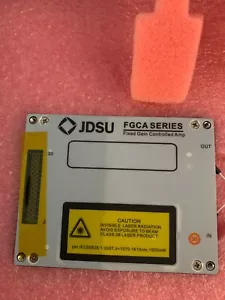 JDSU
FGCA SERIES
Fixed Gain Controlled Amp
OUT
CAUTION
INVISIBLE LASER RADIATION
AVOID EXPOSURE TO BEAM
CLASS 3B LASER PRODUCT
IN